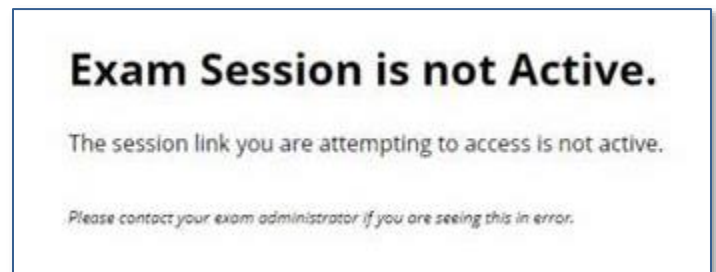 Exam Session is not Active.
The session link you are attempting to access is not active.
Please contact your exam administrator if you are seeing this in error.